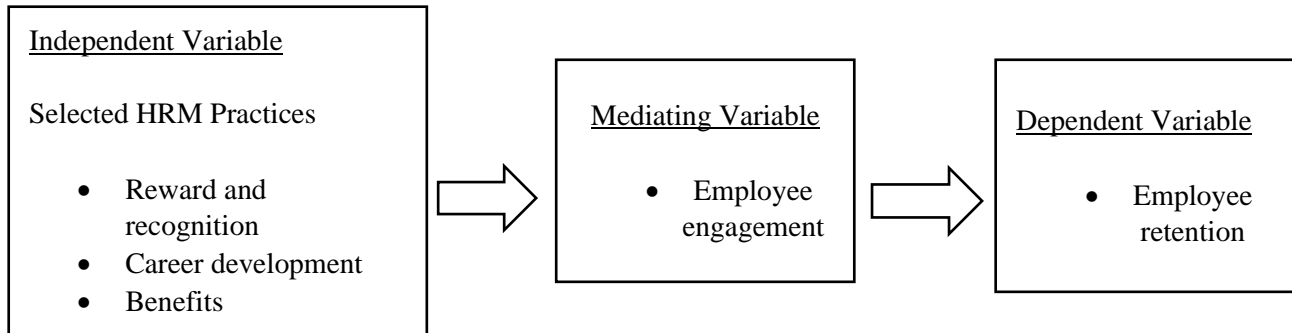 Independent Variable
Selected HRM Practices
• Reward and
recognition
• Career development
• Benefits
Mediating Variable
• Employee
engagement
Dependent Variable
• Employee
retention